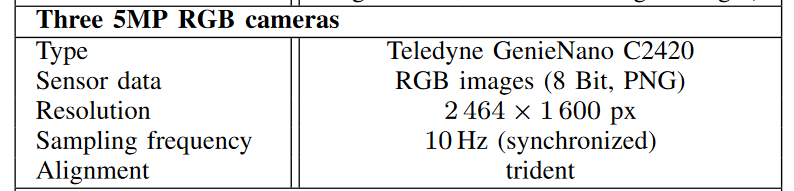 Three 5MP RGB cameras
Type Teledyne GenieNano C2420
Sensor data RGB images (8 Bit, PNG)
Resolution 2 464 × 1 600 px
Sampling frequency 10 Hz (synchronized)
Alignment trident